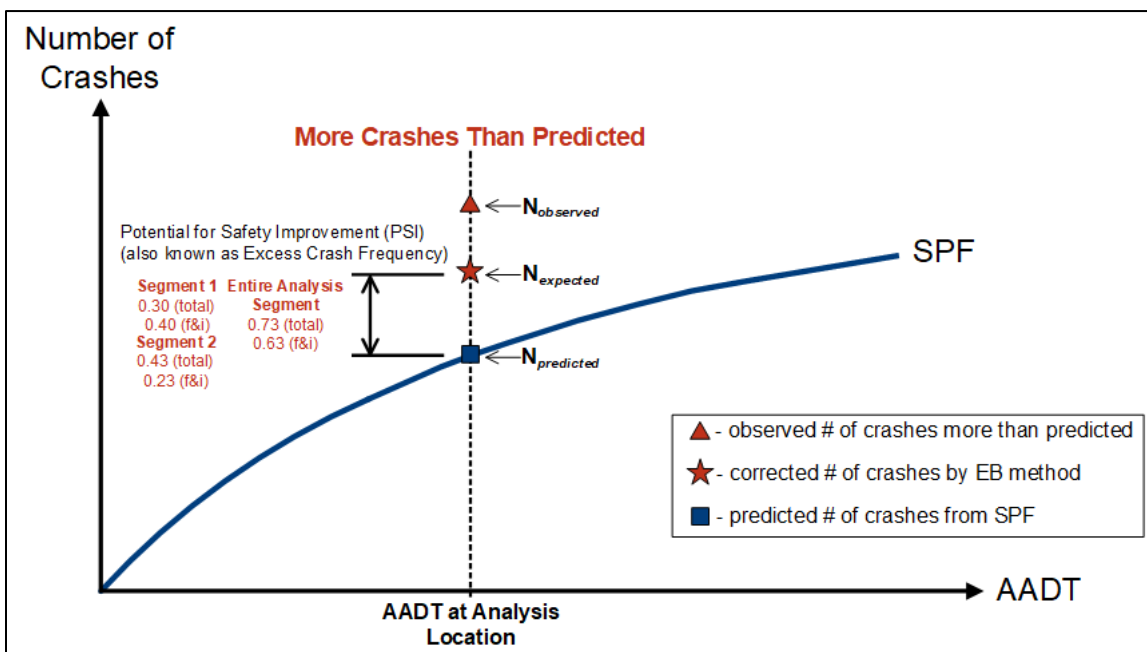 Number of
Crashes
More Crashes Than Predicted
Nobserved
Potential for Safety Improvement (PSI)
(also known as Excess Crash Frequency)
Nexpected
SPF
Segment 1
0.30 (total)
0.40 (f&i)
Segment 2
0.43 (total)
0.23 (f&i)
Entire Analysis
Segment
0.73 (total)
0.63 (f&i)
Npredicted
- observed # of crashes more than predicted
- corrected # of crashes by EB method
- predicted # of crashes from SPF
AADT
AADT at Analysis
Location